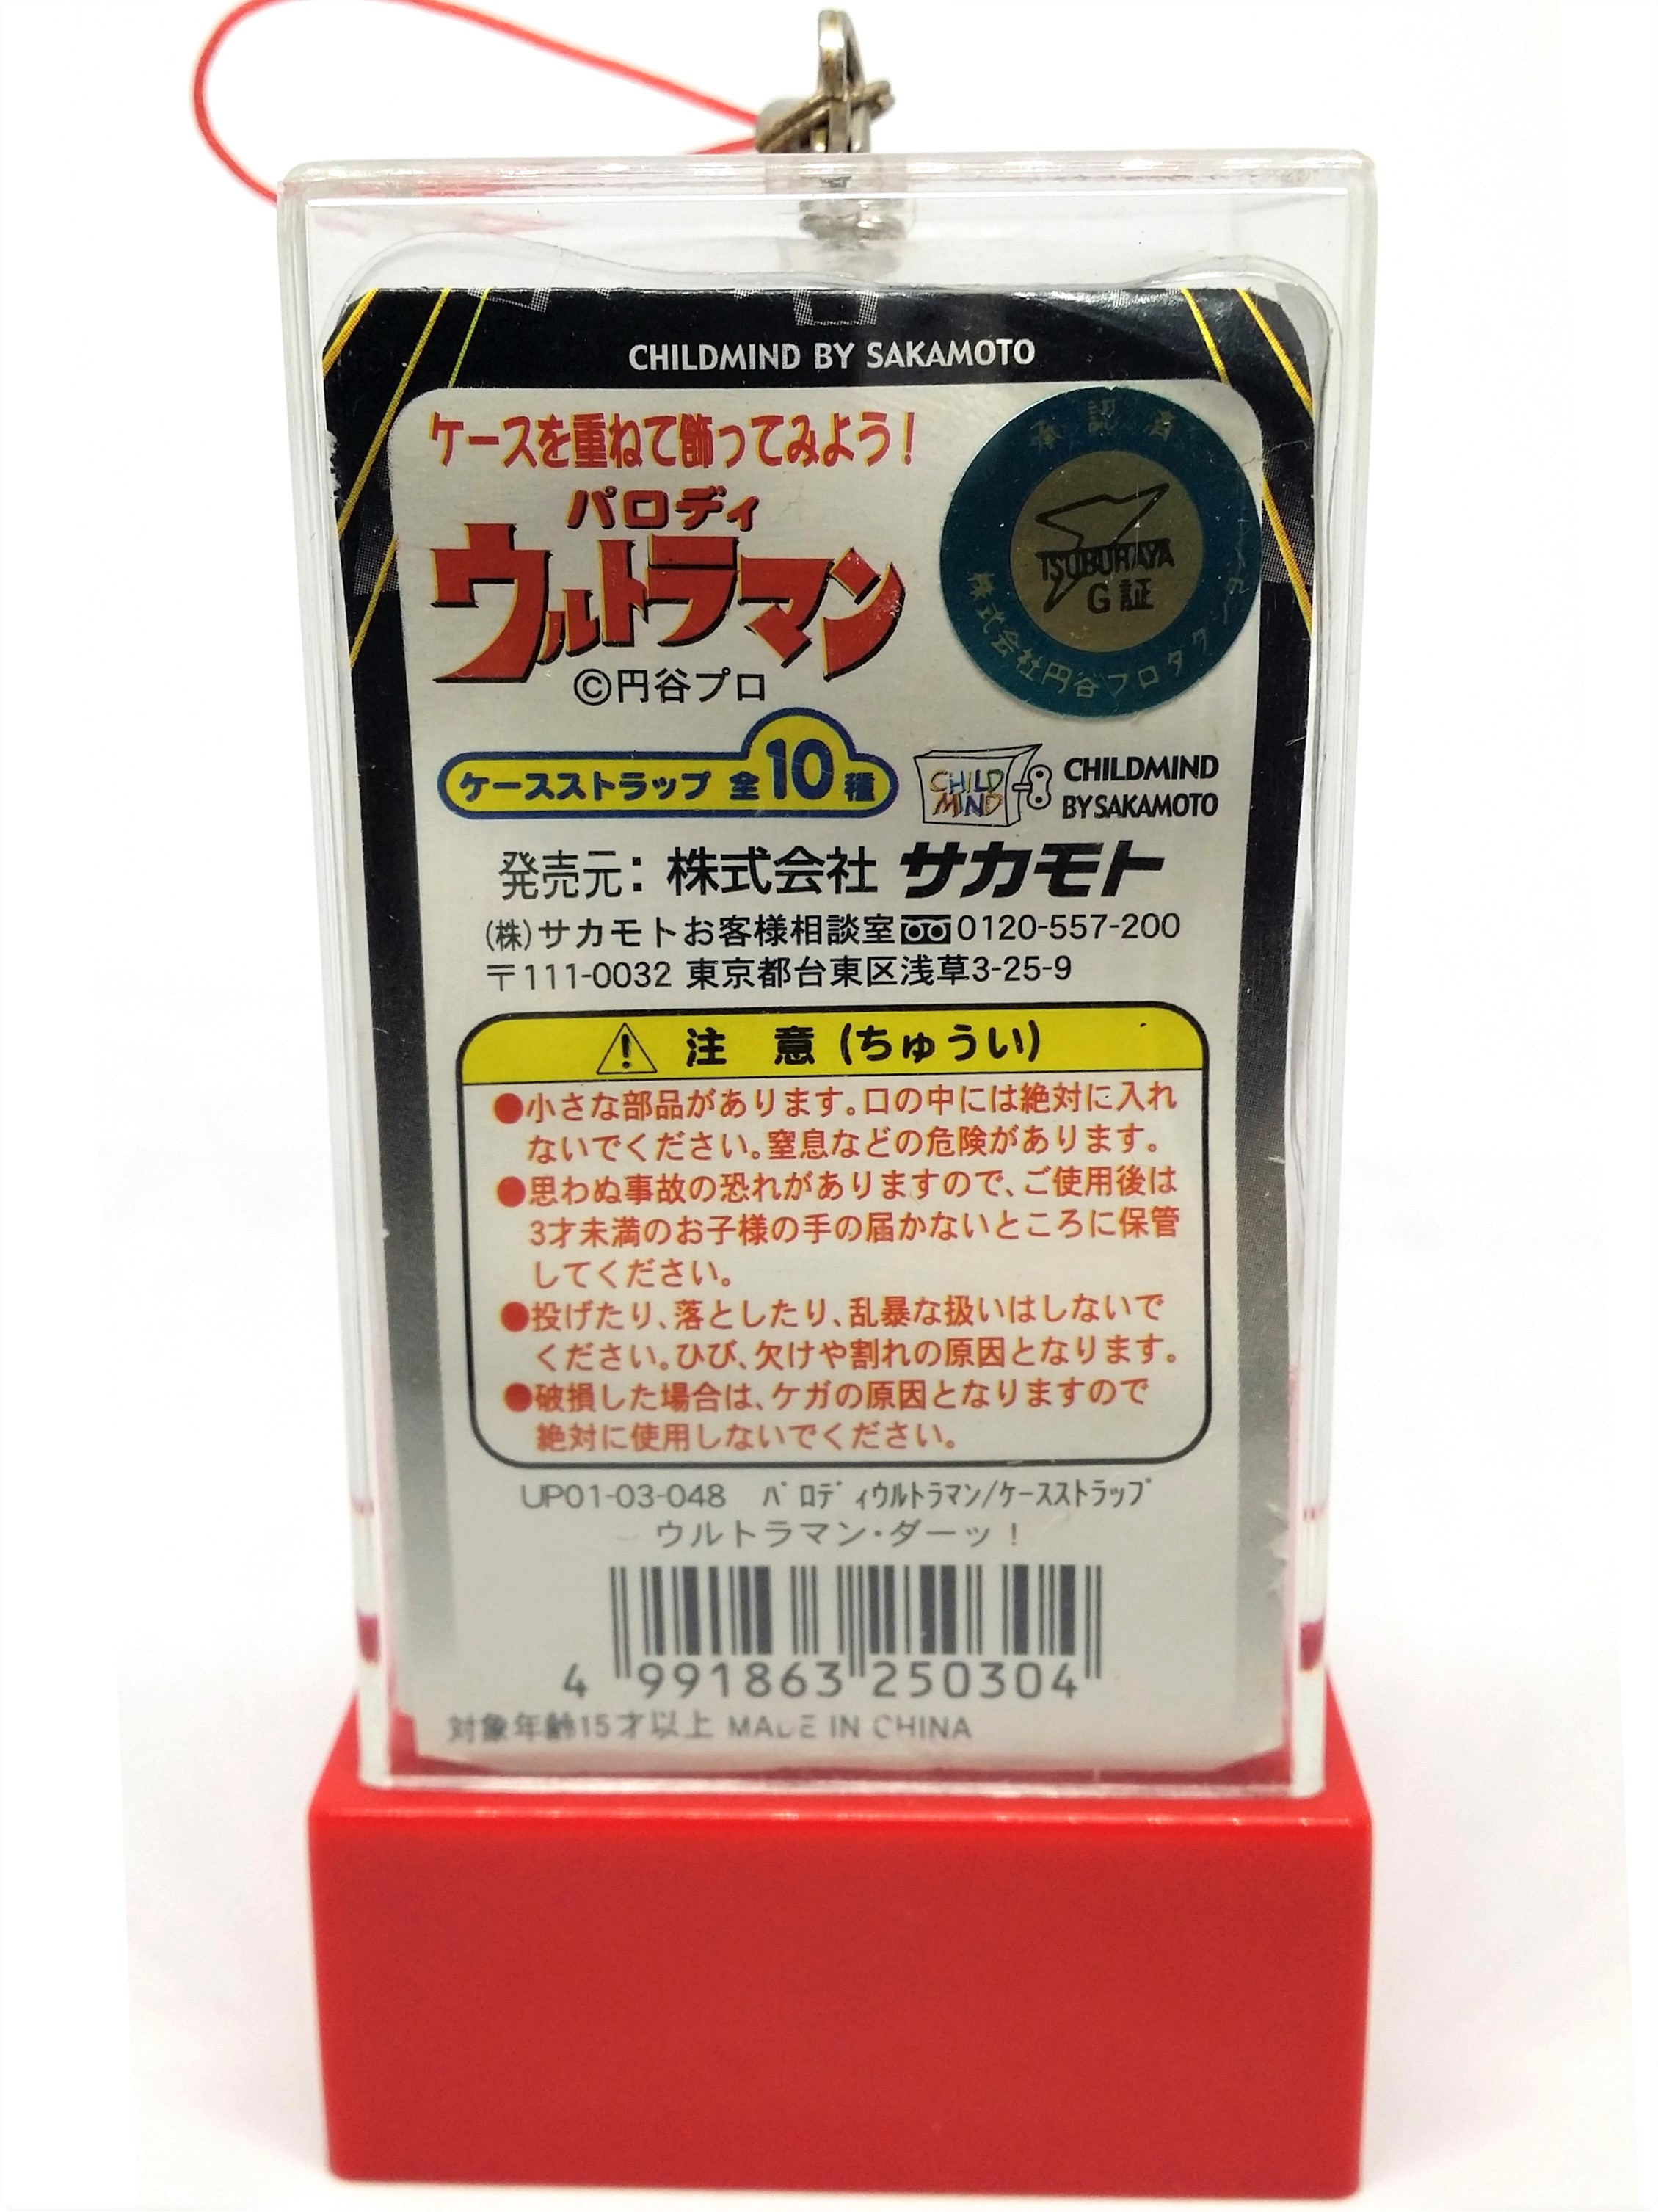 CHILDMIND BY SAKAMOTO
ケースを重ねて飾ってみよう！
パロディ
ウルトラマン
©円谷プロ
承認済
TSUBURAYA
G証
株式会社円谷プロダクション
ケースストラップ 全10種
CHILD
MIND
CHILDMIND
BY SAKAMOTO
発売元：株式会社 サカモト
(株)サカモトお客様相談室 0120-557-200
〒111-0032 東京都台東区浅草3-25-9
注 意（ちゅうい）
●小さな部品があります。口の中には絶対に入れ
ないでください。窒息などの危険があります。
●思わぬ事故の恐れがありますので、ご使用後は
3才未満のお子様の手の届かないところに保管
してください。
●投げたり、落としたり、乱暴な扱いはしないで
ください。ひび、欠けや割れの原因となります。
●破損した場合は、ケガの原因となりますので
絶対に使用しないでください。
UP01-03-048 ﾊﾟﾛﾃﾞｨｳﾙﾄﾗﾏﾝ/ｹｰｽｽﾄﾗｯﾌﾟ
ウルトラマン・ダーッ！
4 991863 250304
対象年齢15才以上 MADE IN CHINA